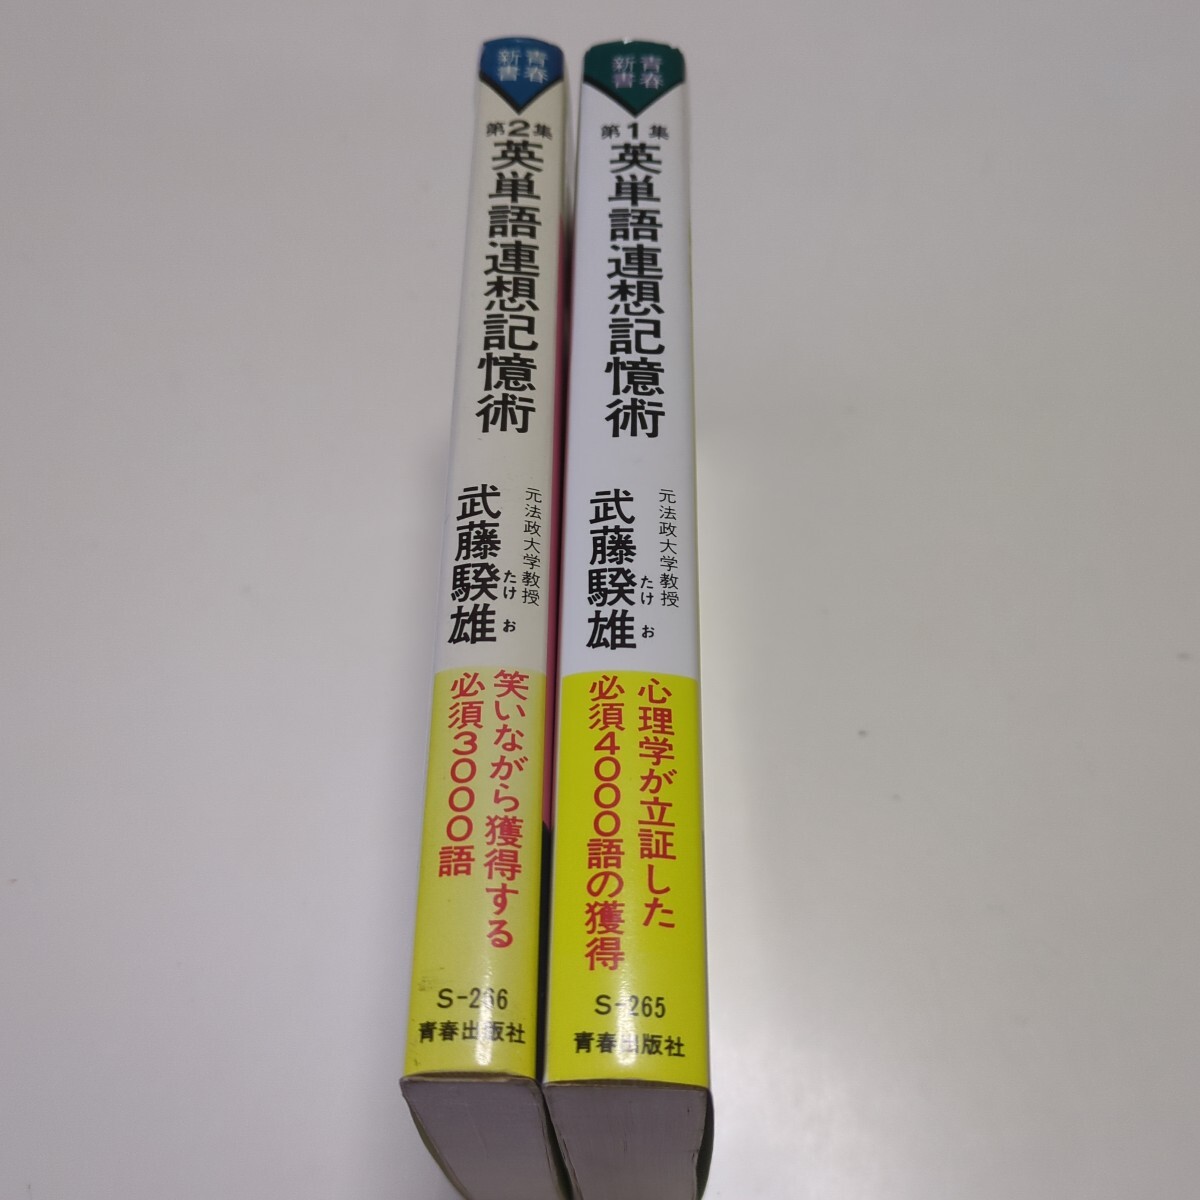 青春
新書
第2集
英単語連想記憶術
元法政大学教授
武藤騤雄
たけお
笑いながら獲得する
必須3000語
S-266
青春出版社
青春
新書
第1集
英単語連想記憶術
元法政大学教授
武藤騤雄
たけお
心理学が立証した
必須4000語の獲得
S-265
青春出版社